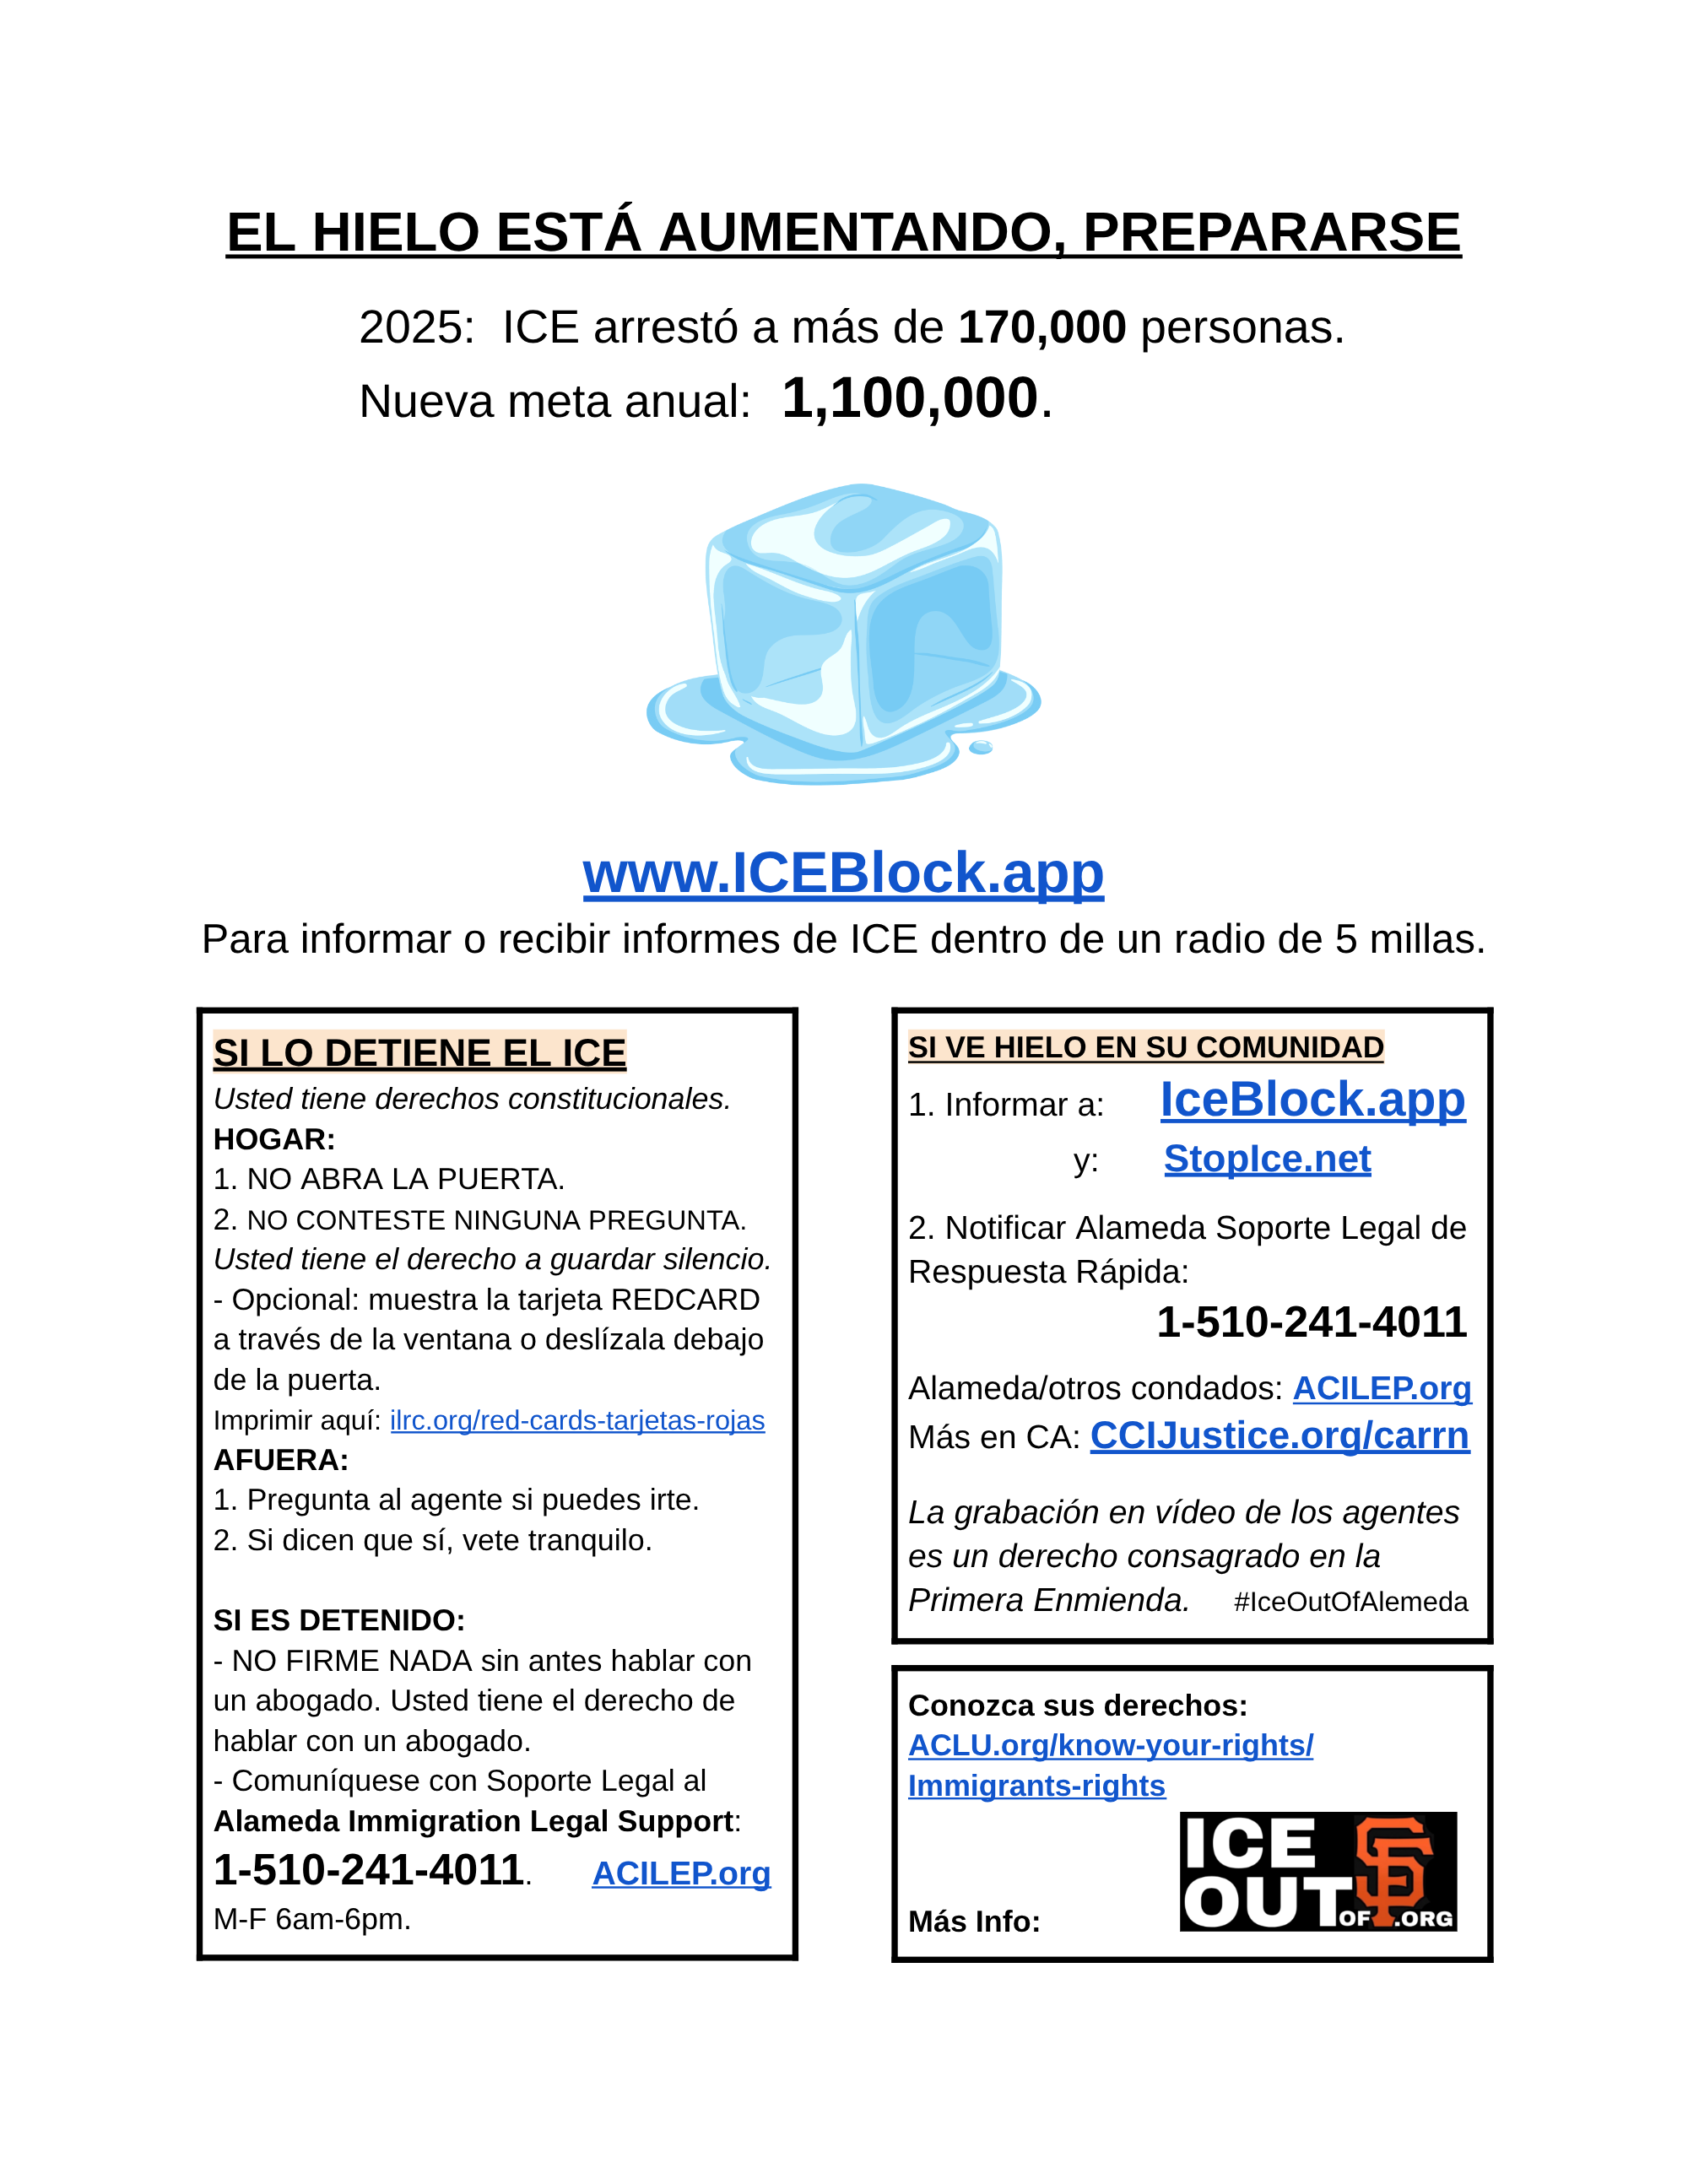 EL HIELO ESTÁ AUMENTANDO, PREPARARSE
2025: ICE arrestó a más de 170,000 personas.
Nueva meta anual: 1,100,000.
www.ICEBlock.app
Para informar o recibir informes de ICE dentro de un radio de 5 millas.
SI LO DETIENE EL ICE
Usted tiene derechos constitucionales.
HOGAR:
1. NO ABRA LA PUERTA.
2. NO CONTESTE NINGUNA PREGUNTA.
Usted tiene el derecho a guardar silencio.
- Opcional: muestra la tarjeta REDCARD
a través de la ventana o deslízala debajo
de la puerta.
Imprimir aquí: ilrc.org/red-cards-tarjetas-rojas
AFUERA:
1. Pregunta al agente si puedes irte.
2. Si dicen que sí, vete tranquilo.
SI ES DETENIDO:
- NO FIRME NADA sin antes hablar con
un abogado. Usted tiene el derecho de
hablar con un abogado.
- Comuníquese con Soporte Legal al
Alameda Immigration Legal Support:
1-510-241-4011. ACILEP.org
M-F 6am-6pm.
SI VE HIELO EN SU COMUNIDAD
1. Informar a: IceBlock.app
y: StopIce.net
2. Notificar Alameda Soporte Legal de
Respuesta Rápida:
1-510-241-4011
Alameda/otros condados: ACILEP.org
Más en CA: CCIJustice.org/carrn
La grabación en vídeo de los agentes
es un derecho consagrado en la
Primera Enmienda. #IceOutOfAlemeda
Conozca sus derechos:
ACLU.org/know-your-rights/
Immigrants-rights
Más Info:
ICE
OUT OF SF .ORG